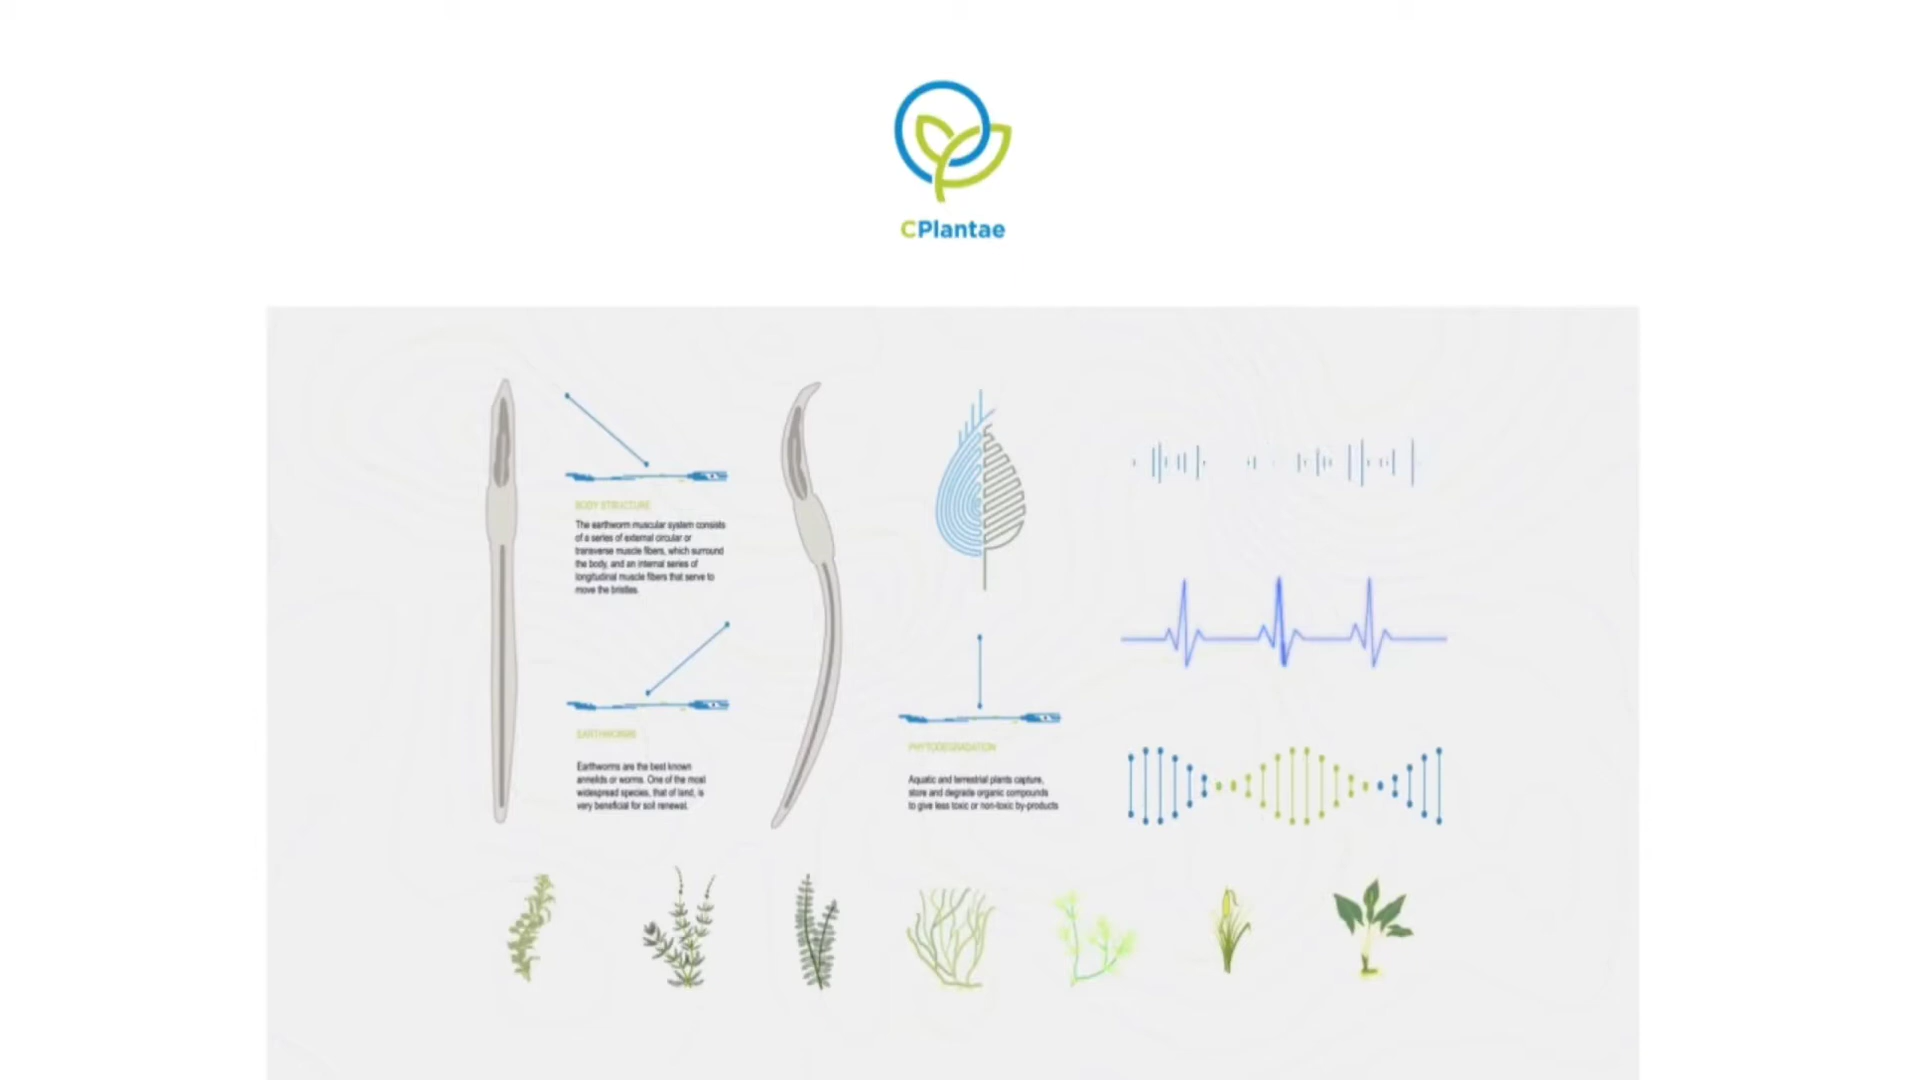 CPlantae
BODY STRUCTURE
The earthworm muscular system consists
of a series of external circular or
transverse muscle fibers, which surround
the body, and an internal series of
longitudinal muscle fibers that serve to
move the bristles.
EARTHWORMS
Earthworms are the best known
annelids or worms. One of the most
widespread species, that of land, is
very beneficial for soil renewal.
PHYTODEGRADATION
Aquatic and terrestrial plants capture,
store and degrade organic compounds
to give less toxic or non-toxic by-products